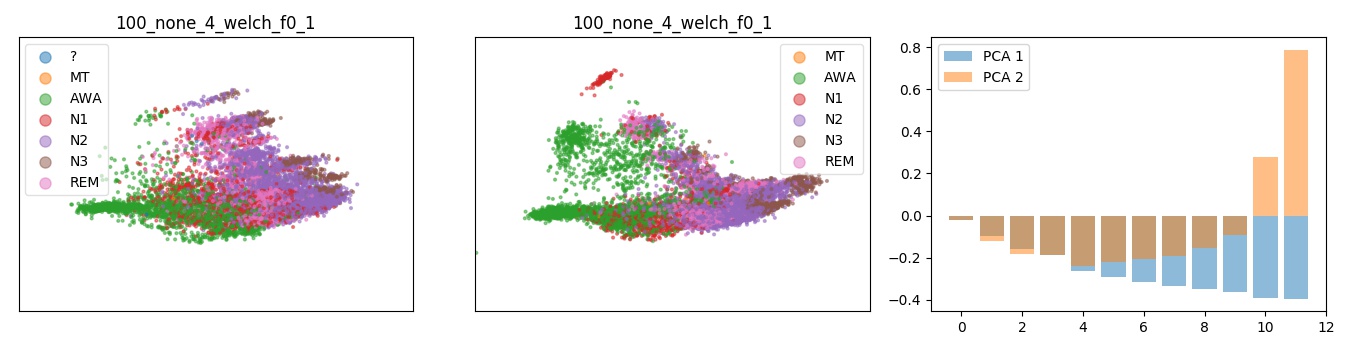 100_none_4_welch_f0_1
?
MT
AWA
N1
N2
N3
REM
100_none_4_welch_f0_1
MT
AWA
N1
N2
N3
REM
PCA 1
PCA 2
0.8
0.6
0.4
0.2
0.0
−0.2
−0.4
0 2 4 6 8 10 12